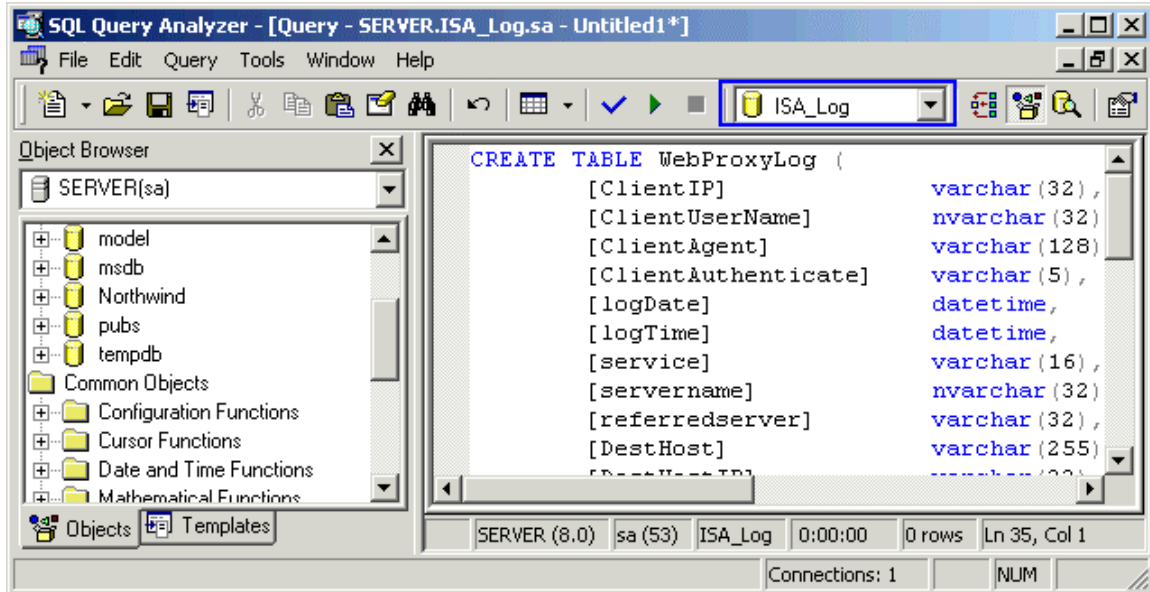 SQL Query Analyzer - [Query - SERVER.ISA_Log.sa - Untitled1*]
File Edit Query Tools Window Help
ISA_Log
Object Browser
SERVER(sa)
model
msdb
Northwind
pubs
tempdb
Common Objects
Configuration Functions
Cursor Functions
Date and Time Functions
Mathematical Functions
Objects Templates
CREATE TABLE WebProxyLog (
[ClientIP] varchar(32),
[ClientUserName] nvarchar(32)
[ClientAgent] varchar(128)
[ClientAuthenticate] varchar(5),
[logDate] datetime,
[logTime] datetime,
[service] varchar(16),
[servername] nvarchar(32)
[referredserver] varchar(32),
[DestHost] varchar(255)
SERVER (8.0) sa (53) ISA_Log 0:00:00 0 rows Ln 35, Col 1
Connections: 1 NUM